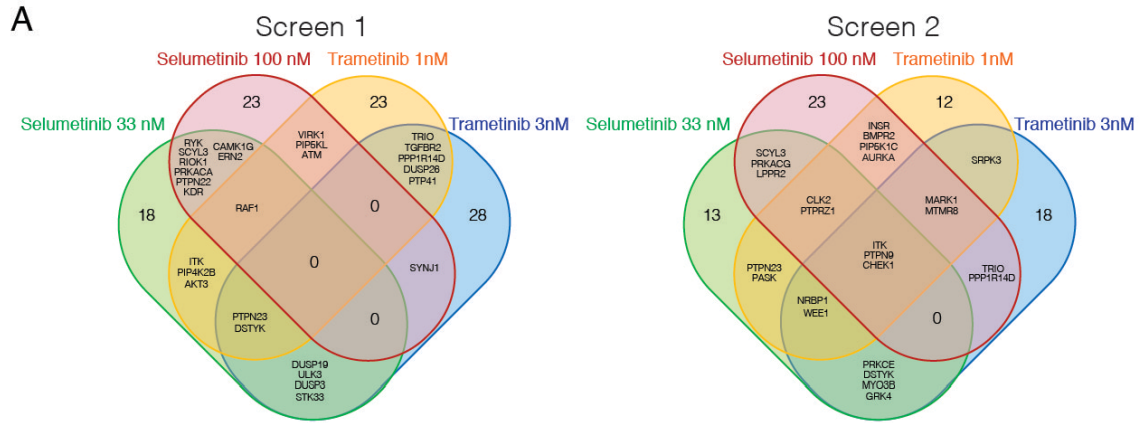 A
Screen 1
Selumetinib 100 nM
Trametinib 1nM
Selumetinib 33 nM
Trametinib 3nM
23
23
RYK
SCYL3
RIOK1
PRKACA
PTPN22
KDR
CAMK1G
ERN2
VIRK1
PIP5KL
ATM
TRIO
TGFBR2
PPP1R14D
DUSP26
PTP41
18
RAF1
0
28
ITK
PIP4K2B
AKT3
0
SYNJ1
PTPN23
DSTYK
0
DUSP19
ULK3
DUSP3
STK33
Screen 2
Selumetinib 100 nM
Trametinib 1nM
Selumetinib 33 nM
Trametinib 3nM
23
12
SCYL3
PRKACG
LPPR2
INSR
BMPR2
PIP5K1C
AURKA
SRPK3
13
CLK2
PTPRZ1
MARK1
MTMR8
18
PTPN23
PASK
ITK
PTPN9
CHEK1
TRIO
PPP1R14D
NRBP1
WEE1
0
PRKCE
DSTYK
MYO3B
GRK4